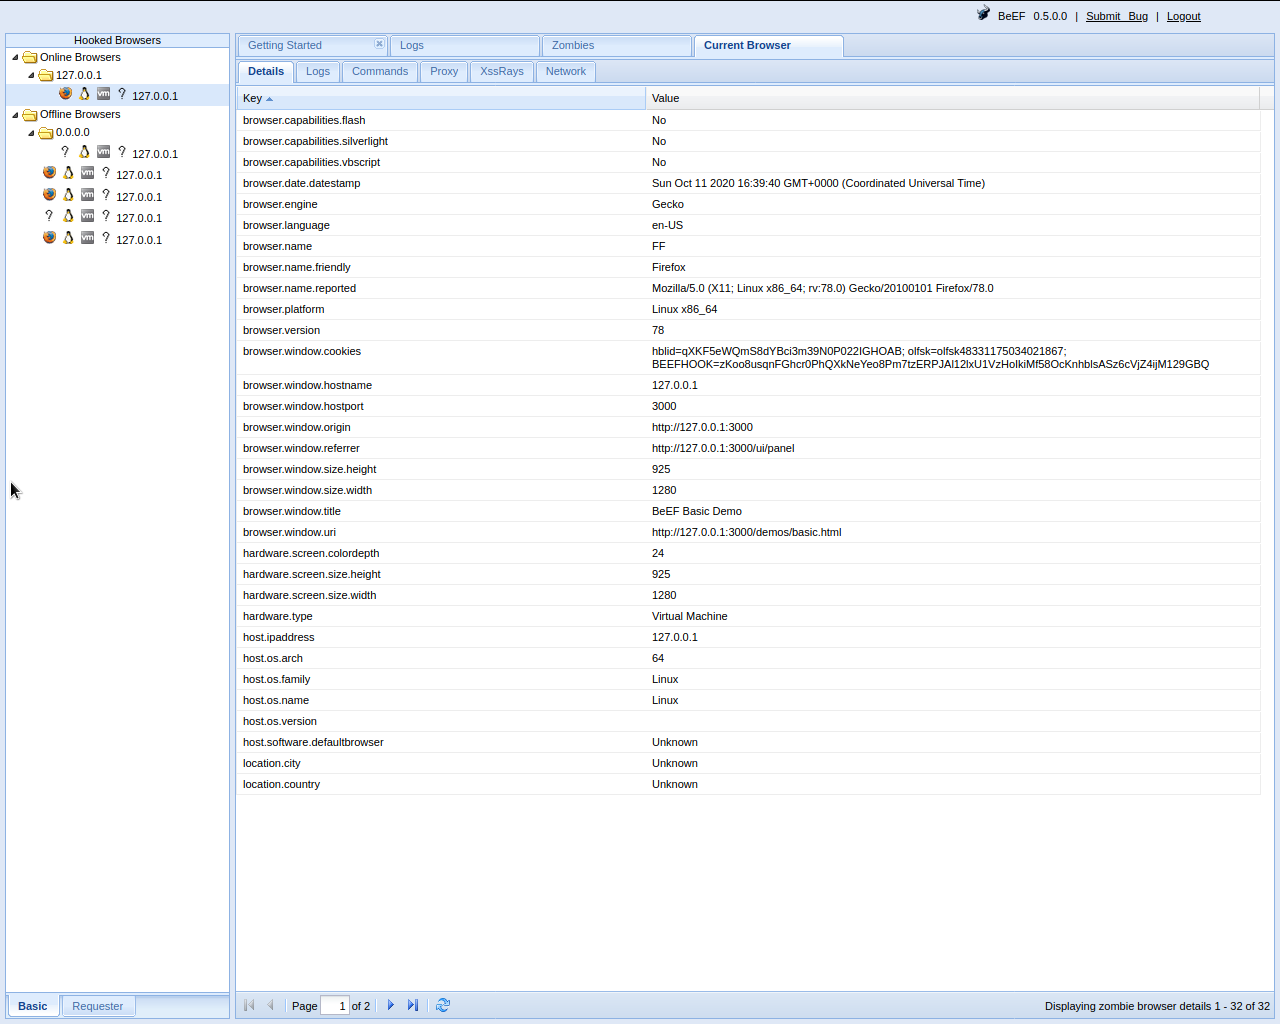 BeEF 0.5.0.0 | Submit Bug | Logout
Hooked Browsers
Online Browsers
127.0.0.1
vm ? 127.0.0.1
Offline Browsers
0.0.0.0
? vm ? 127.0.0.1
vm ? 127.0.0.1
vm ? 127.0.0.1
? vm ? 127.0.0.1
vm ? 127.0.0.1
Basic Requester
Getting Started Logs Zombies Current Browser
Details Logs Commands Proxy XssRays Network
Key Value
browser.capabilities.flash No
browser.capabilities.silverlight No
browser.capabilities.vbscript No
browser.date.datestamp Sun Oct 11 2020 16:39:40 GMT+0000 (Coordinated Universal Time)
browser.engine Gecko
browser.language en-US
browser.name FF
browser.name.friendly Firefox
browser.name.reported Mozilla/5.0 (X11; Linux x86_64; rv:78.0) Gecko/20100101 Firefox/78.0
browser.platform Linux x86_64
browser.version 78
browser.window.cookies hblid=qXKF5eWQmS8dYBci3m39N0P022IGHOAB; olfsk=olfsk48331175034021867;
BEEFHOOK=zKoo8usqnFGhcr0PhQXkNeYeo8Pm7tzERPJAl12lxU1VzHoIkiMf58OcKnhblsASz6cVjZ4ijM129GBQ
browser.window.hostname 127.0.0.1
browser.window.hostport 3000
browser.window.origin http://127.0.0.1:3000
browser.window.referrer http://127.0.0.1:3000/ui/panel
browser.window.size.height 925
browser.window.size.width 1280
browser.window.title BeEF Basic Demo
browser.window.uri http://127.0.0.1:3000/demos/basic.html
hardware.screen.colordepth 24
hardware.screen.size.height 925
hardware.screen.size.width 1280
hardware.type Virtual Machine
host.ipaddress 127.0.0.1
host.os.arch 64
host.os.family Linux
host.os.name Linux
host.os.version
host.software.defaultbrowser Unknown
location.city Unknown
location.country Unknown
Page 1 of 2 Displaying zombie browser details 1 - 32 of 32